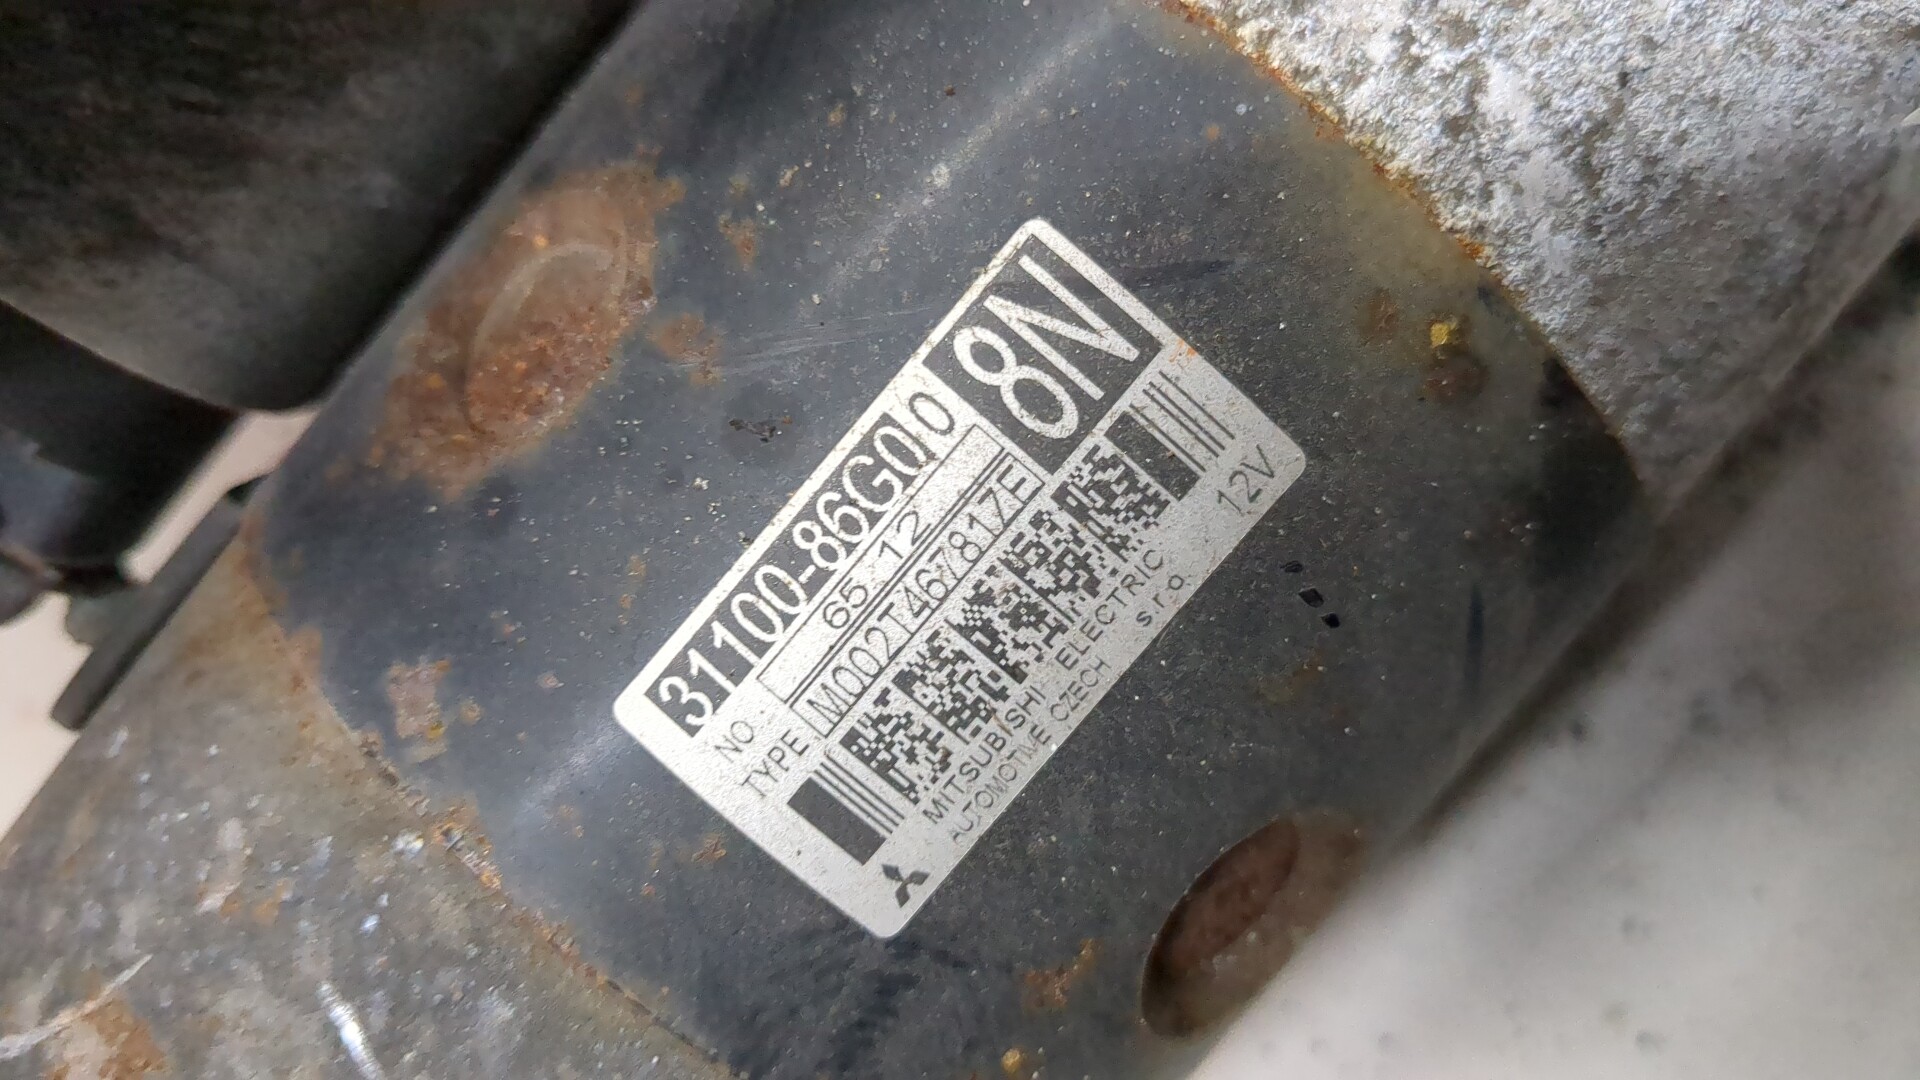 31100-86G00
8N
NO. 65 12
TYPE M002T46781ZE
MITSUBISHI ELECTRIC
AUTOMOTIVE CZECH s.r.o.
12V